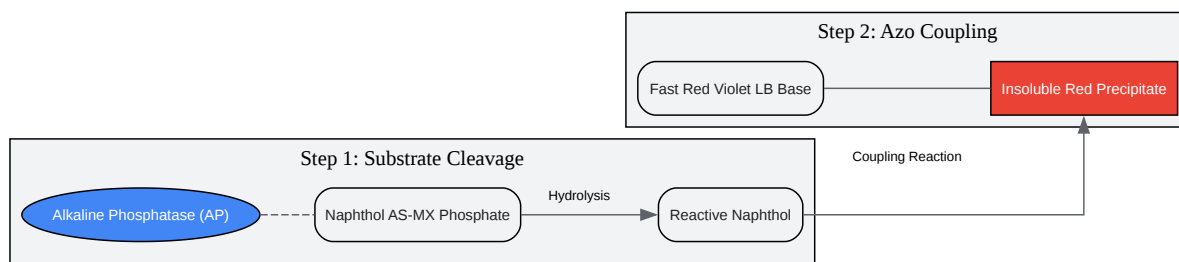 Step 2: Azo Coupling
Fast Red Violet LB Base
Insoluble Red Precipitate
Step 1: Substrate Cleavage
Coupling Reaction
Alkaline Phosphatase (AP)
Naphthol AS-MX Phosphate
Hydrolysis
Reactive Naphthol